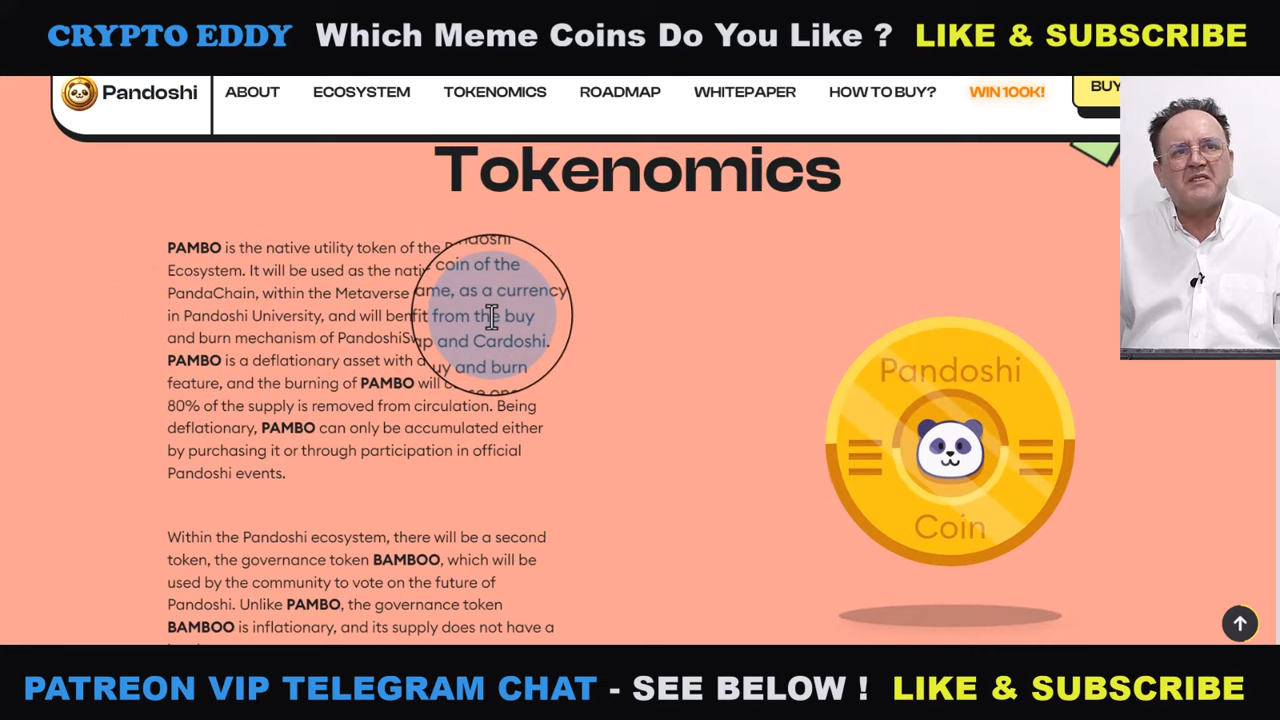 CRYPTO EDDY Which Meme Coins Do You Like ? LIKE & SUBSCRIBE
Pandoshi ABOUT ECOSYSTEM TOKENOMICS ROADMAP WHITEPAPER HOW TO BUY? WIN 100K! BUY
Tokenomics
PAMBO is the native utility token of the
Ecosystem. It will be used as the coin of the
PandaChain, within the Metaverse as a currency
in Pandoshi University, and will benefit from the buy
and burn mechanism of and Cardoshi.
PAMBO is a deflationary asset with and burn
feature, and the burning of PAMBO will
80% of the supply is removed from circulation. Being
deflationary, PAMBO can only be accumulated either
by purchasing it or through participation in official
Pandoshi events.
Within the Pandoshi ecosystem, there will be a second
token, the governance token BAMBOO, which will be
used by the community to vote on the future of
Pandoshi. Unlike PAMBO, the governance token
BAMBOO is inflationary, and its supply does not have a
Pandoshi
Coin
PATREON VIP TELEGRAM CHAT - SEE BELOW ! LIKE & SUBSCRIBE